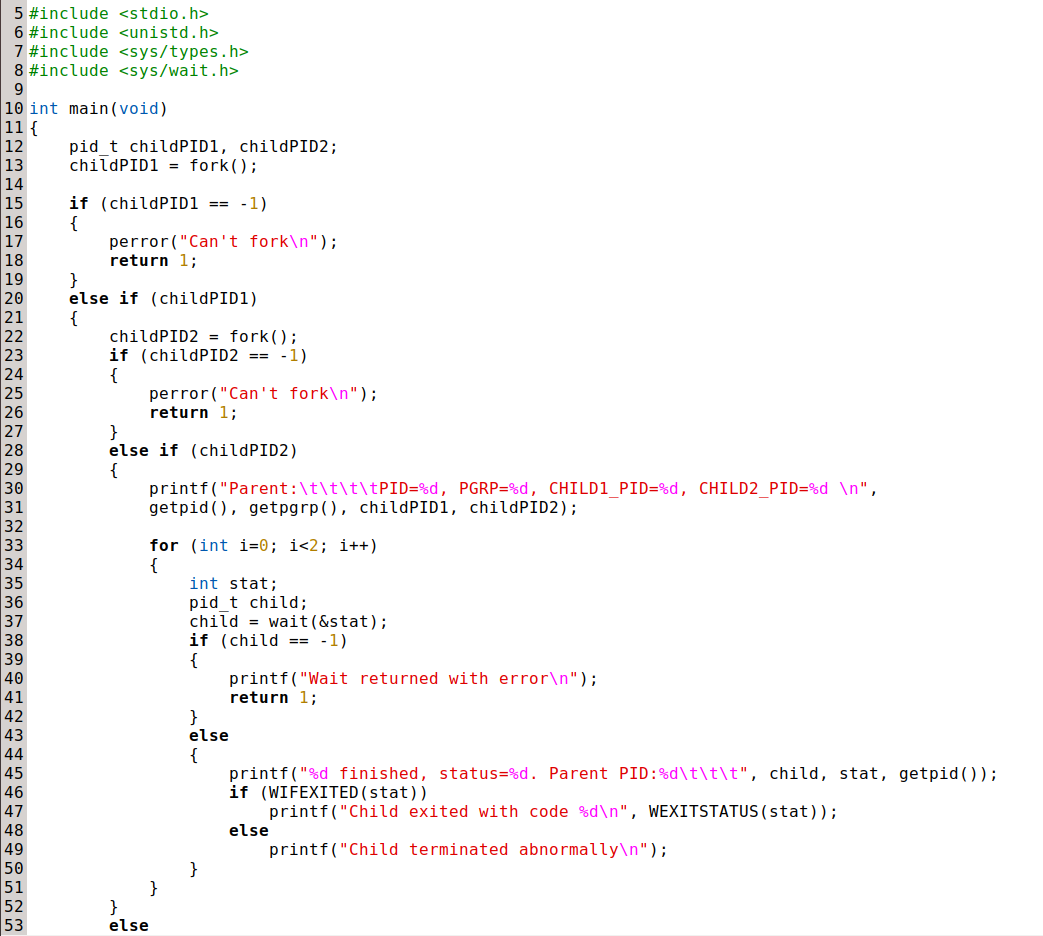 5 #include <stdio.h>
6 #include <unistd.h>
7 #include <sys/types.h>
8 #include <sys/wait.h>
9
10 int main(void)
11 {
12     pid_t childPID1, childPID2;
13     childPID1 = fork();
14
15     if (childPID1 == -1)
16     {
17         perror("Can't fork\n");
18         return 1;
19     }
20     else if (childPID1)
21     {
22         childPID2 = fork();
23         if (childPID2 == -1)
24         {
25             perror("Can't fork\n");
26             return 1;
27         }
28         else if (childPID2)
29         {
30             printf("Parent:\t\t\t\tPID=%d, PGRP=%d, CHILD1_PID=%d, CHILD2_PID=%d \n",
31             getpid(), getpgrp(), childPID1, childPID2);
32
33             for (int i=0; i<2; i++)
34             {
35                 int stat;
36                 pid_t child;
37                 child = wait(&stat);
38                 if (child == -1)
39                 {
40                     printf("Wait returned with error\n");
41                     return 1;
42                 }
43                 else
44                 {
45                     printf("%d finished, status=%d. Parent PID:%d\t\t\t", child, stat, getpid());
46                     if (WIFEXITED(stat))
47                         printf("Child exited with code %d\n", WEXITSTATUS(stat));
48                     else
49                         printf("Child terminated abnormally\n");
50                 }
51             }
52         }
53         else